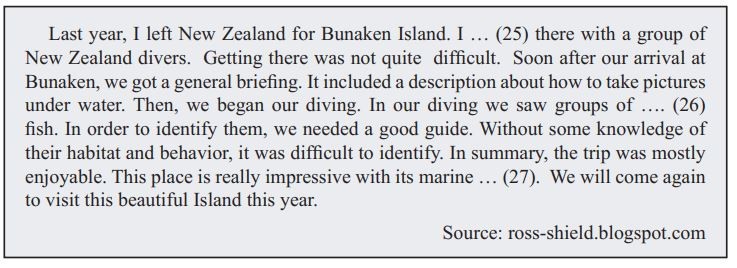 Last year, I left New Zealand for Bunaken Island. I … (25) there with a group of
New Zealand divers. Getting there was not quite difficult. Soon after our arrival at
Bunaken, we got a general briefing. It included a description about how to take pictures
under water. Then, we began our diving. In our diving we saw groups of …. (26)
fish. In order to identify them, we needed a good guide. Without some knowledge of
their habitat and behavior, it was difficult to identify. In summary, the trip was mostly
enjoyable. This place is really impressive with its marine … (27). We will come again
to visit this beautiful Island this year.
Source: ross-shield.blogspot.com